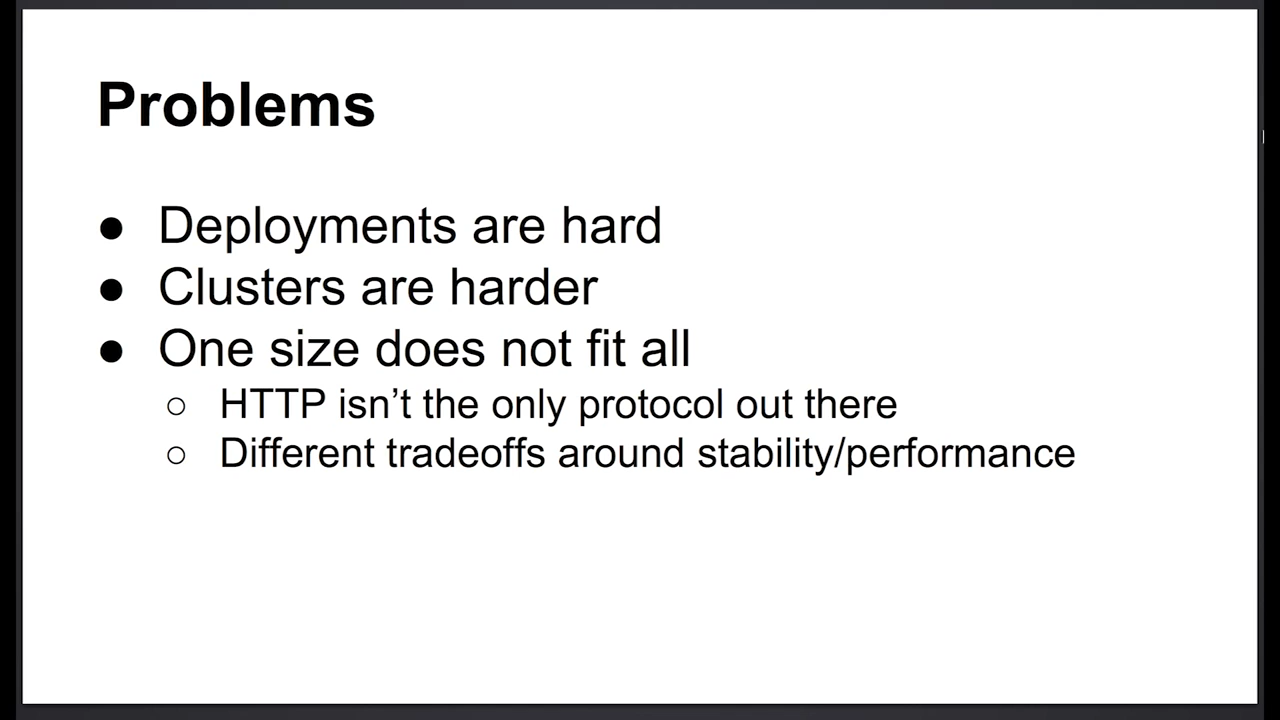 Problems
● Deployments are hard
● Clusters are harder
● One size does not fit all
○ HTTP isn’t the only protocol out there
○ Different tradeoffs around stability/performance